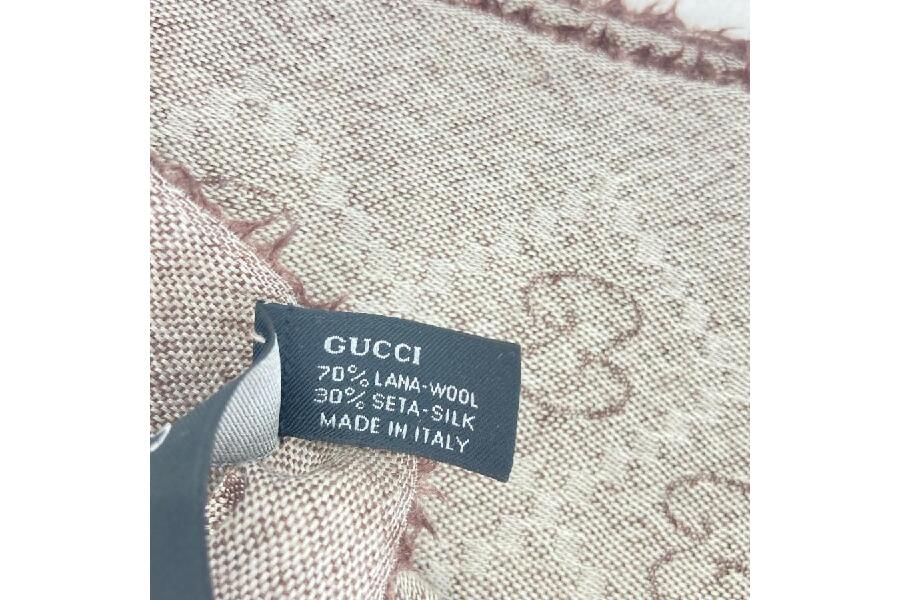 GUCCI
70% LANA-WOOL
30% SETA-SILK
MADE IN ITALY